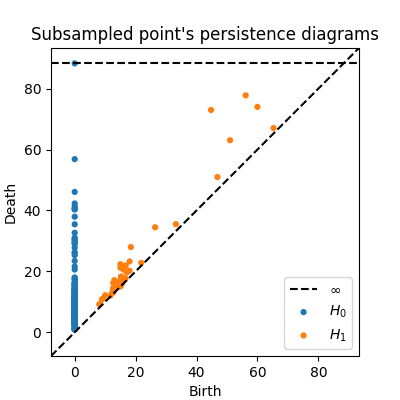 Subsampled point's persistence diagrams
Death
80
60
40
20
0
0 20 40 60 80
Birth
∞
H₀
H₁